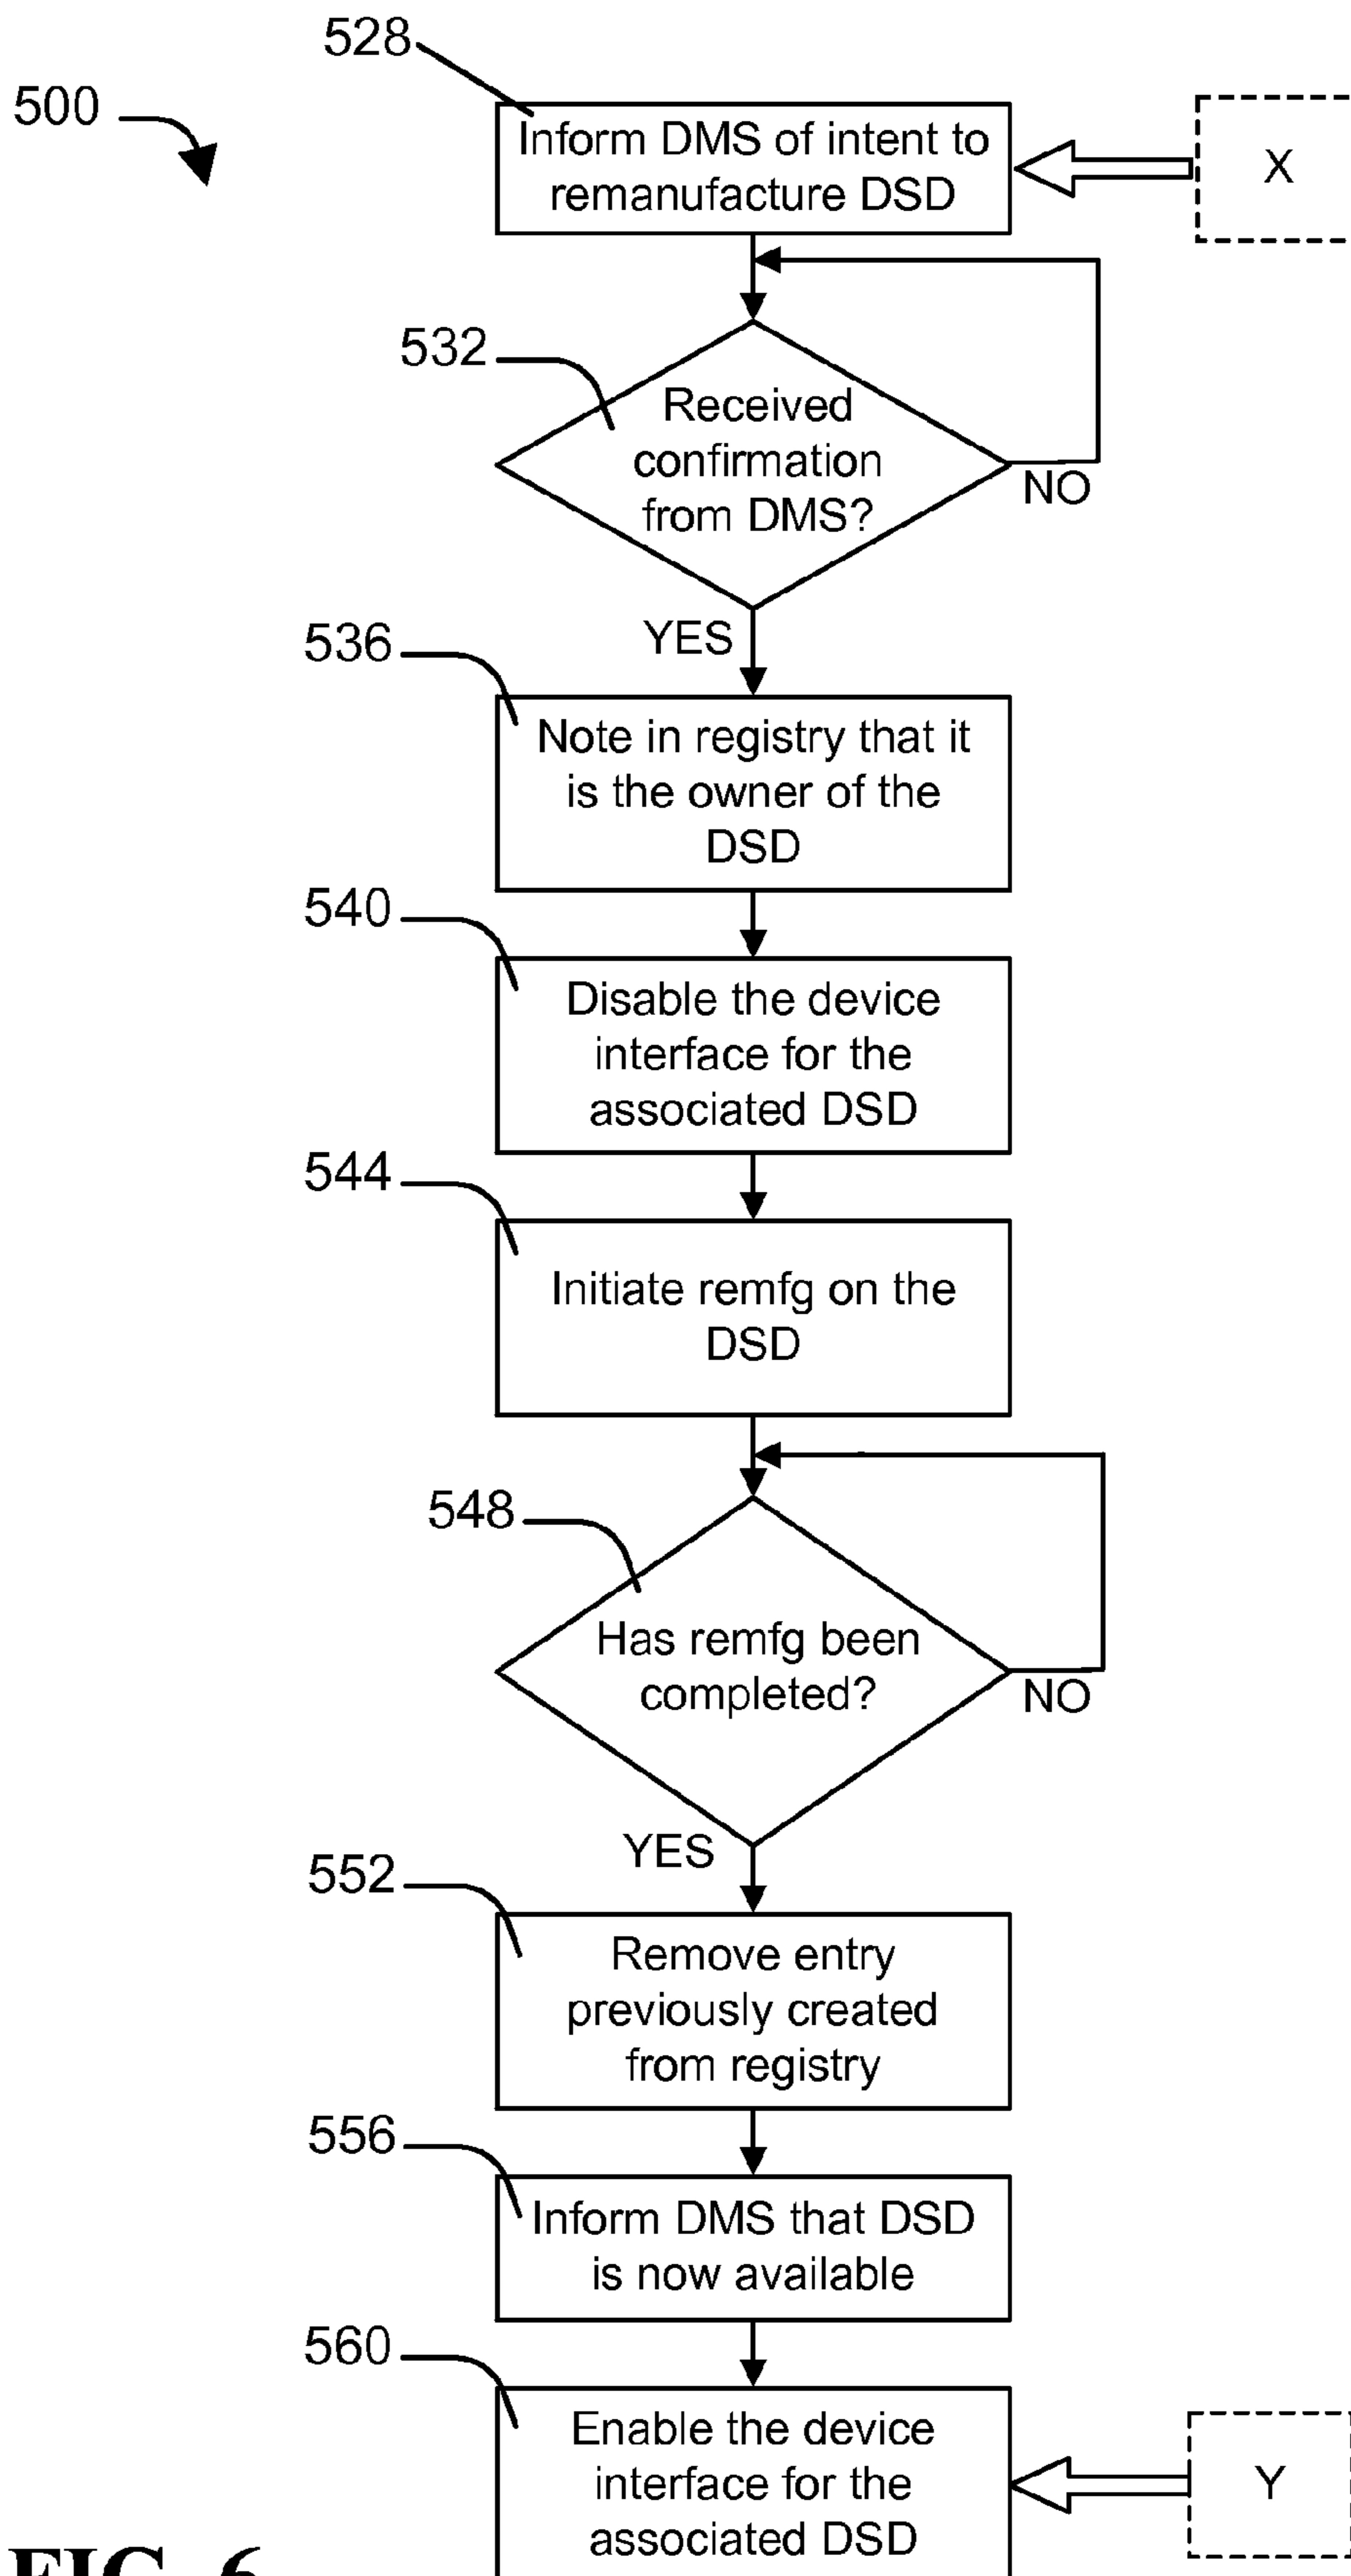 528
500
Inform DMS of intent to
remanufacture DSD
X
532
Received
confirmation
from DMS?
NO
YES
536
Note in registry that it
is the owner of the
DSD
540
Disable the device
interface for the
associated DSD
544
Initiate remfg on the
DSD
548
Has remfg been
completed?
NO
YES
552
Remove entry
previously created
from registry
556
Inform DMS that DSD
is now available
560
Enable the device
interface for the
associated DSD
Y
FIG. 6